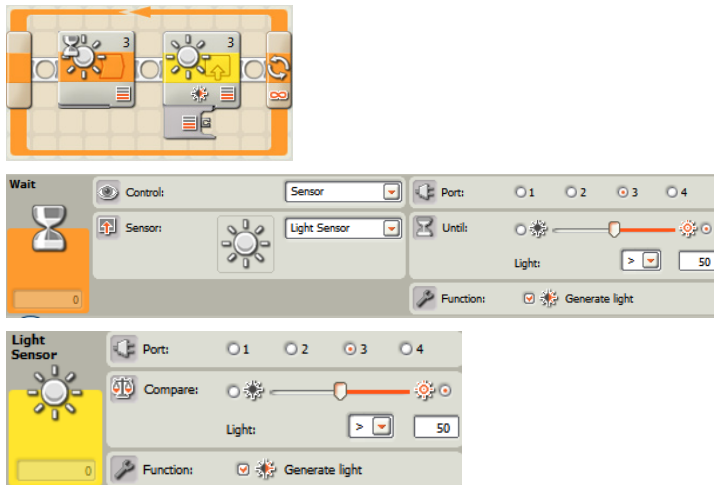 3 3
Wait
Control: Sensor Port: 1 2 3 4
Sensor: Light Sensor Until:
Light: > 50
0 Function: Generate light
Light
Sensor
Port: 1 2 3 4
Compare:
Light: > 50
0 Function: Generate light